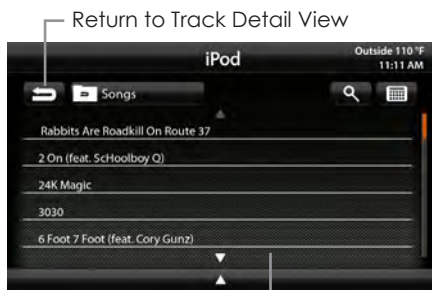 Return to Track Detail View
iPod
Outside 110 °F
11:11 AM
Songs
Rabbits Are Roadkill On Route 37
2 On (feat. ScHoolboy Q)
24K Magic
3030
6 Foot 7 Foot (feat. Cory Gunz)